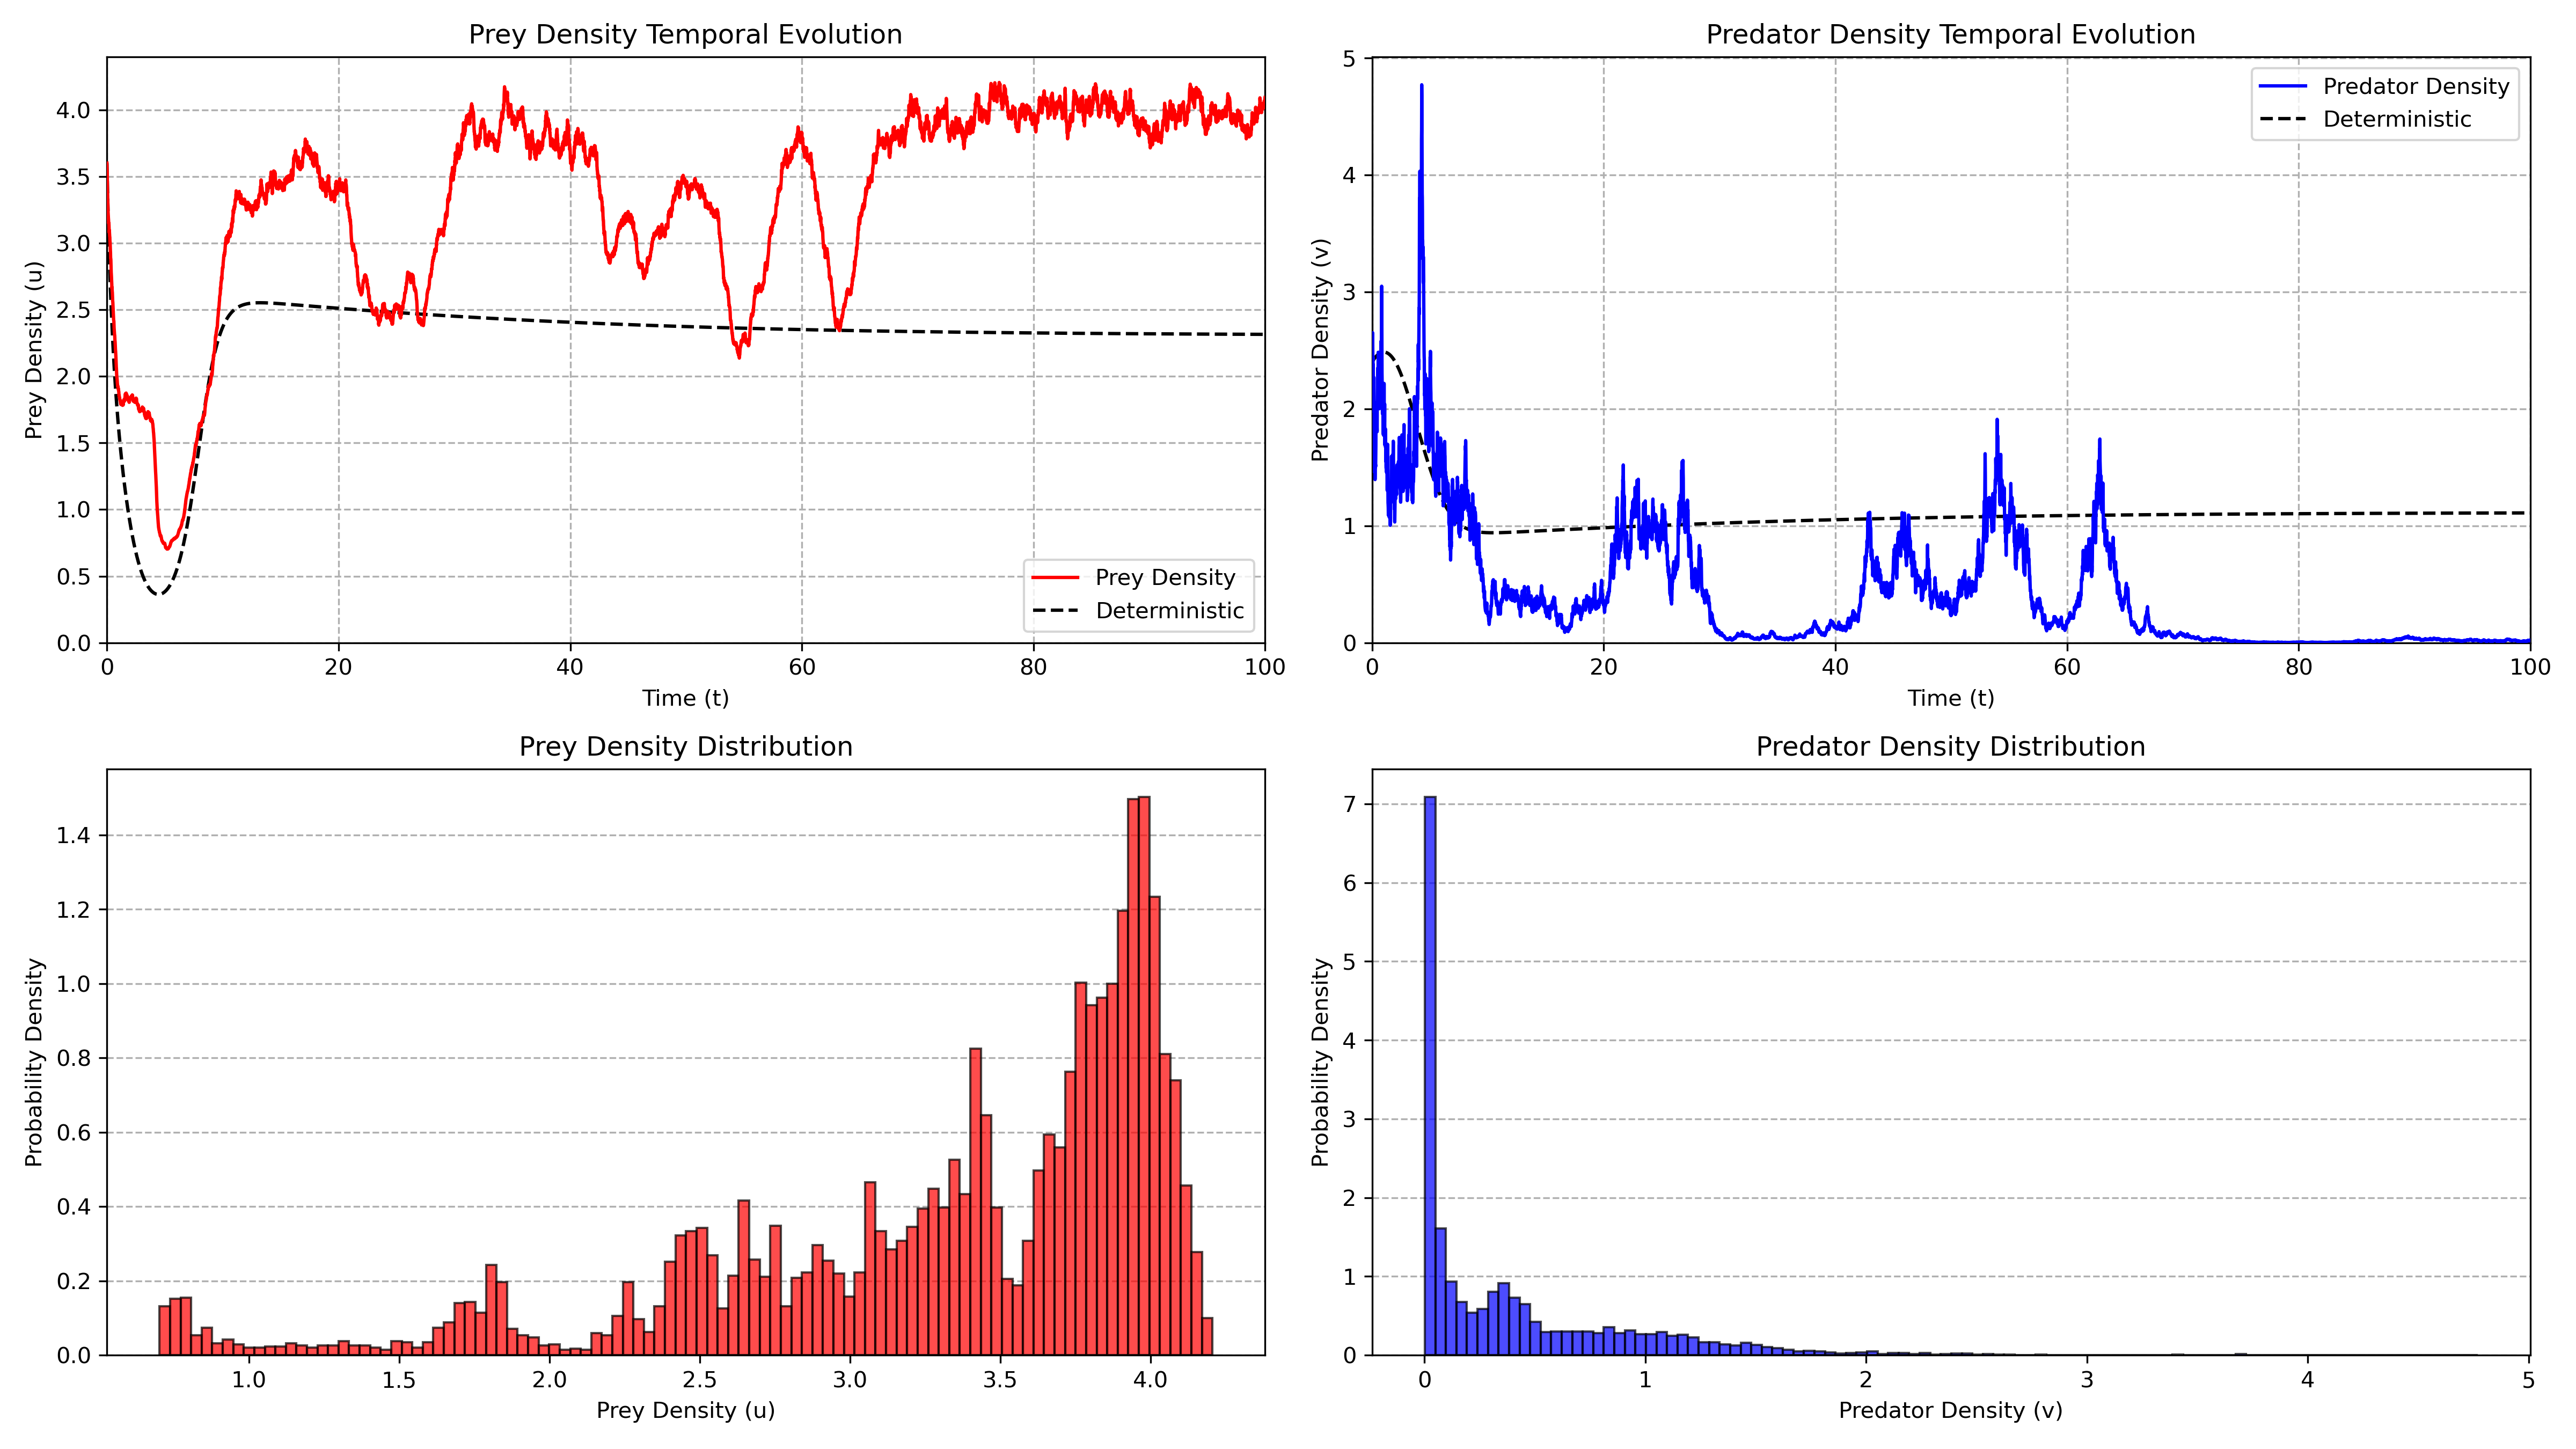 Prey Density Temporal Evolution
Prey Density (u)
4.0
3.5
3.0
2.5
2.0
1.5
1.0
0.5
0.0
Prey Density
Deterministic
0 20 40 60 80 100
Time (t)
Predator Density Temporal Evolution
Predator Density (v)
5
4
3
2
1
0
Predator Density
Deterministic
0 20 40 60 80 100
Time (t)
Prey Density Distribution
Probability Density
1.4
1.2
1.0
0.8
0.6
0.4
0.2
0.0
1.0 1.5 2.0 2.5 3.0 3.5 4.0
Prey Density (u)
Predator Density Distribution
Probability Density
7
6
5
4
3
2
1
0
0 1 2 3 4 5
Predator Density (v)